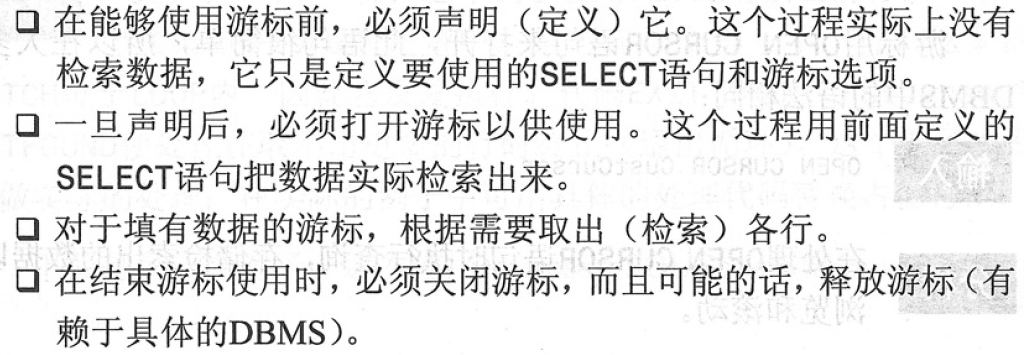 ❑ 在能够使用游标前，必须声明（定义）它。这个过程实际上没有
检索数据，它只是定义要使用的SELECT语句和游标选项。
❑ 一旦声明后，必须打开游标以供使用。这个过程用前面定义的
SELECT语句把数据实际检索出来。
❑ 对于填有数据的游标，根据需要取出（检索）各行。
❑ 在结束游标使用时，必须关闭游标，而且可能的话，释放游标（有
赖于具体的DBMS）。